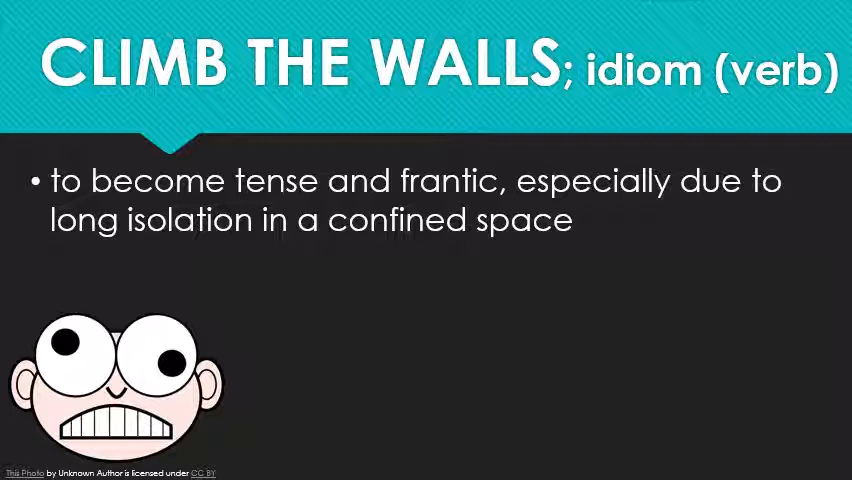 CLIMB THE WALLS; idiom (verb)
• to become tense and frantic, especially due to
long isolation in a confined space
This Photo by Unknown Author is licensed under CC BY